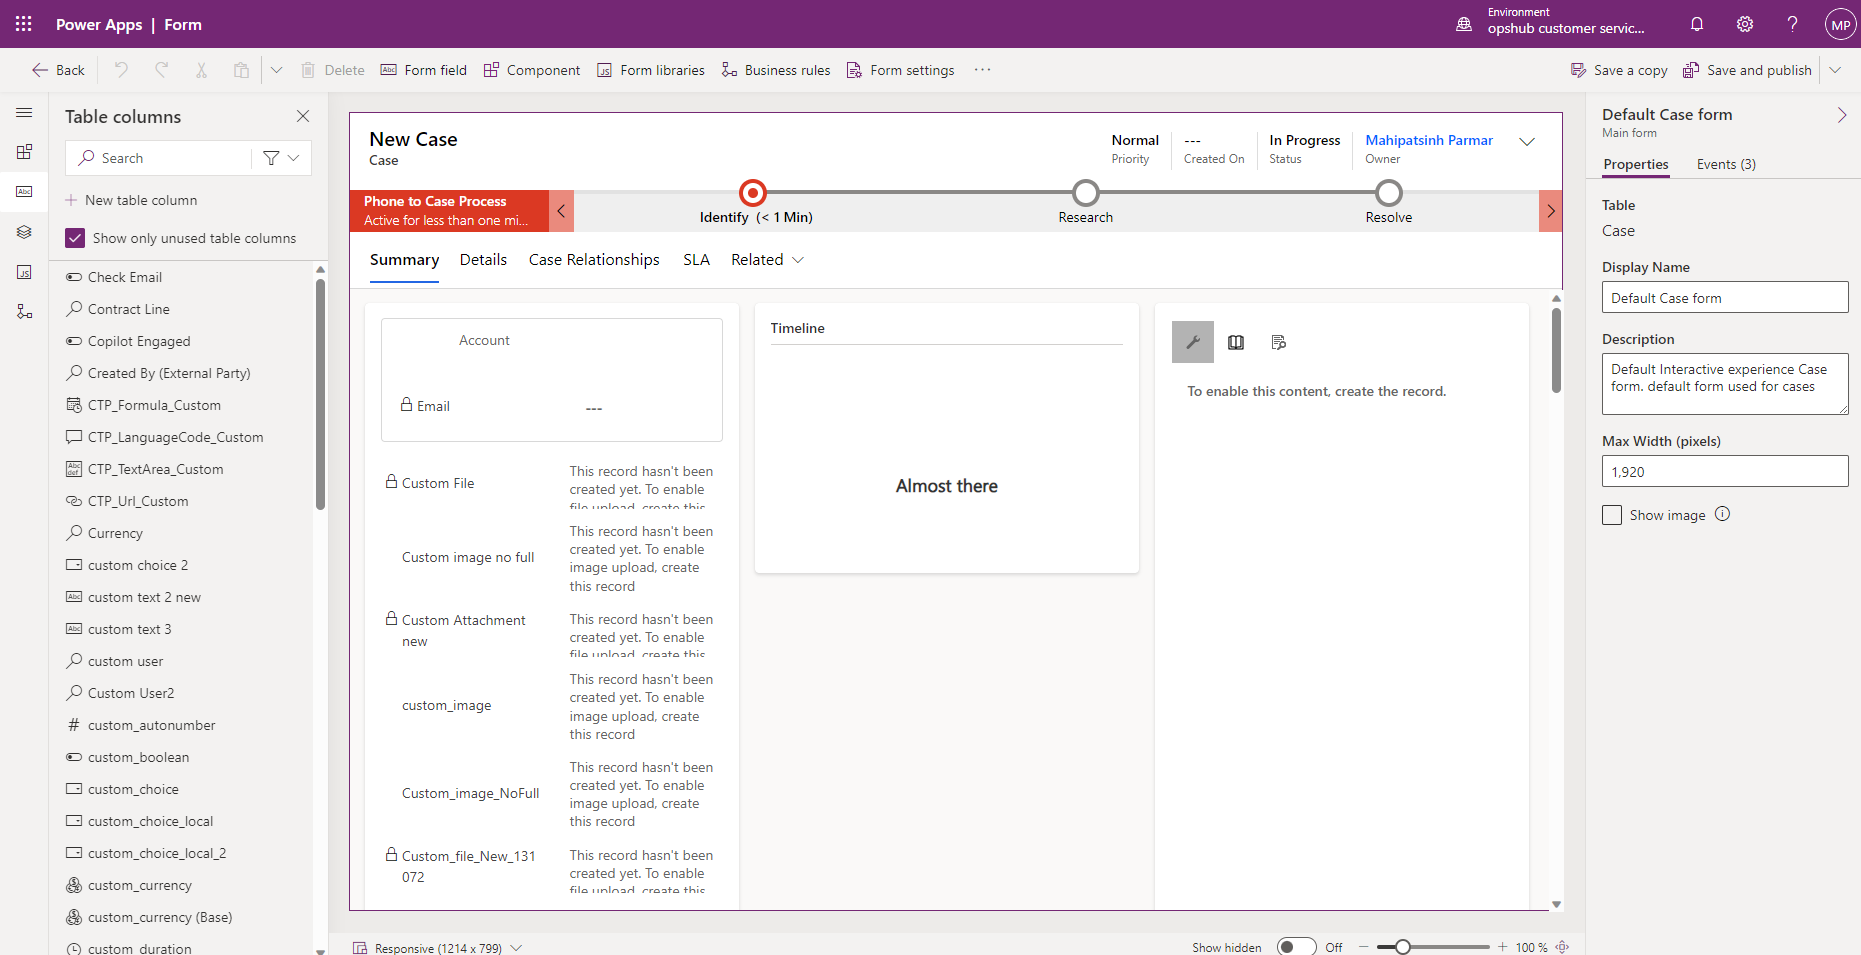 Power Apps | Form
Environment
opshub customer servic...
MP
Back
Delete
Form field
Component
Form libraries
Business rules
Form settings
Save a copy
Save and publish
Table columns
Search
New table column
Show only unused table columns
Check Email
Contract Line
Copilot Engaged
Created By (External Party)
CTP_Formula_Custom
CTP_LanguageCode_Custom
CTP_TextArea_Custom
CTP_Url_Custom
Currency
custom choice 2
custom text 2 new
custom text 3
custom user
Custom User2
custom_autonumber
custom_boolean
custom_choice
custom_choice_local
custom_choice_local_2
custom_currency
custom_currency (Base)
custom_duration
New Case
Case
Normal
Priority
---
Created On
In Progress
Status
Mahipatsinh Parmar
Owner
Phone to Case Process
Active for less than one mi...
Identify (< 1 Min)
Research
Resolve
Summary
Details
Case Relationships
SLA
Related
Account
Email
---
Custom File
This record hasn't been
created yet. To enable
file upload, create this
Custom image no full
This record hasn't been
created yet. To enable
image upload, create
this record
Custom Attachment
new
This record hasn't been
created yet. To enable
file upload, create this
custom_image
This record hasn't been
created yet. To enable
image upload, create
this record
Custom_image_NoFull
This record hasn't been
created yet. To enable
image upload, create
this record
Custom_file_New_131
072
This record hasn't been
created yet. To enable
file upload, create this
Timeline
Almost there
To enable this content, create the record.
Responsive (1214 x 799)
Show hidden
Off
100 %
Default Case form
Main form
Properties
Events (3)
Table
Case
Display Name
Default Case form
Description
Default Interactive experience Case
form. default form used for cases
Max Width (pixels)
1,920
Show image